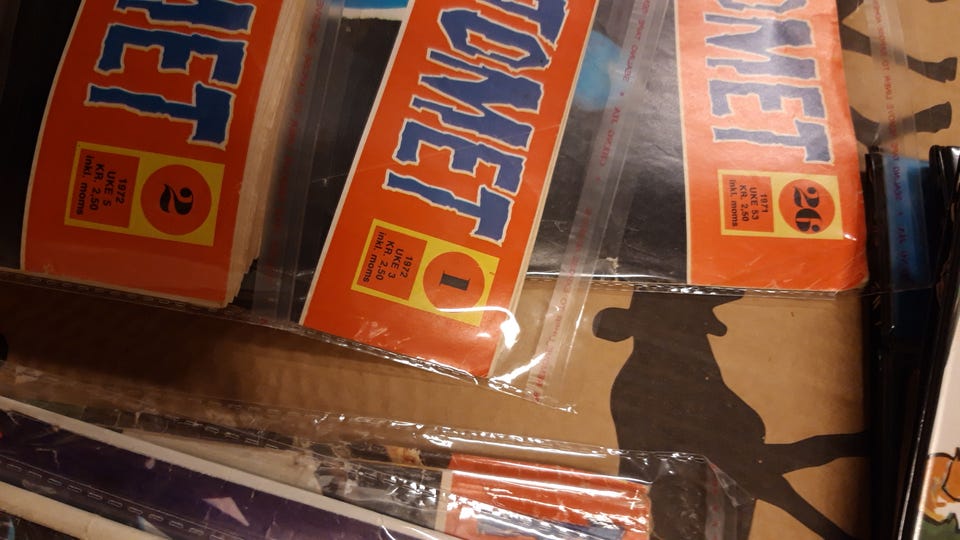 MET
2
1972
UKE 5
KR. 2,50
inkl. moms
TOMET
1
1972
UKE 3
KR. 2,50
inkl. moms
OMET
26
1971
UKE 53
KR. 2,50
inkl. moms